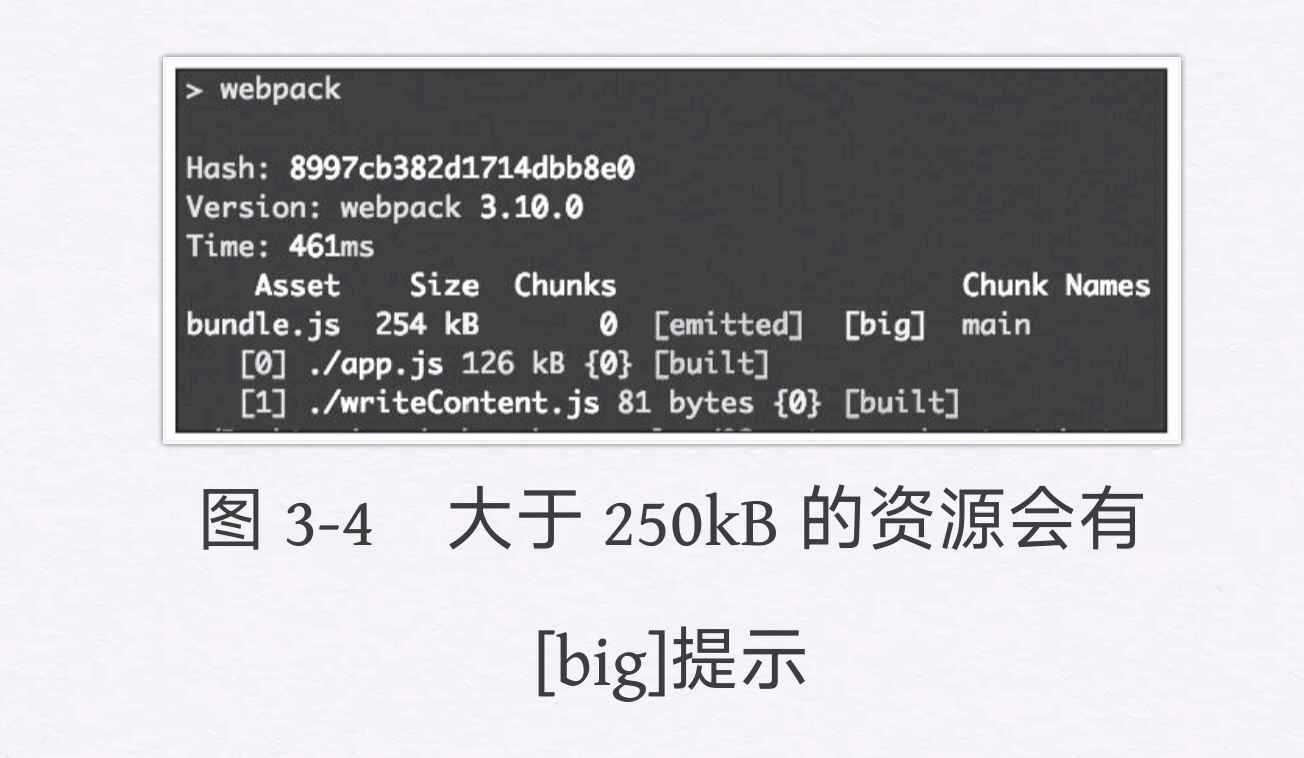 > webpack
Hash: 8997cb382d1714dbb8e0
Version: webpack 3.10.0
Time: 461ms
Asset Size Chunks Chunk Names
bundle.js 254 kB 0 [emitted] [big] main
[0] ./app.js 126 kB {0} [built]
[1] ./writeContent.js 81 bytes {0} [built]
图 3-4 大于 250kB 的资源会有
[big]提示